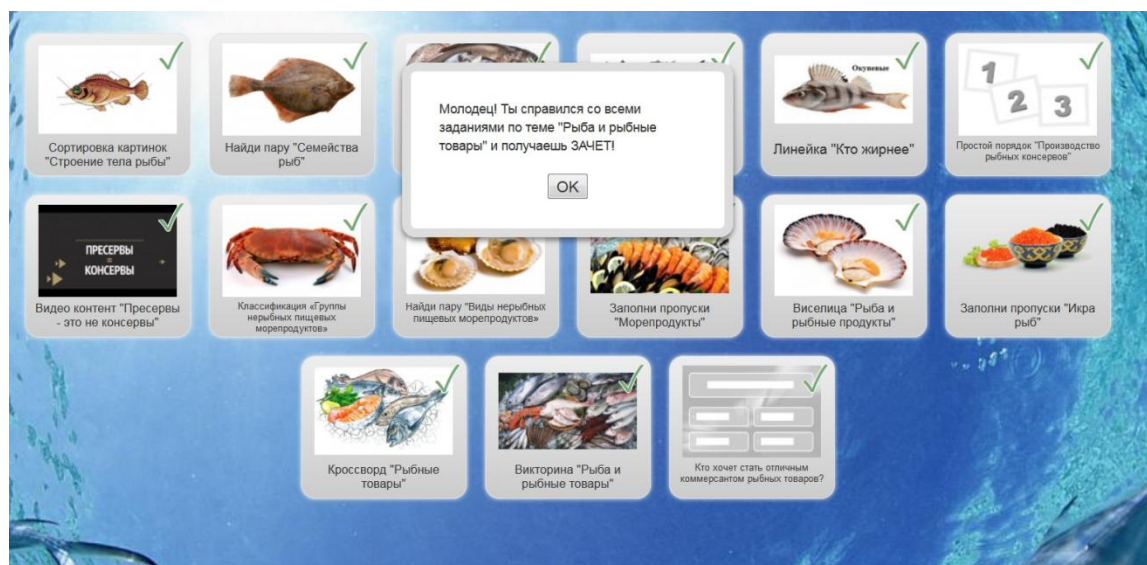 Окуневые
1
2
3
Сортировка картинок
"Строение тела рыбы"
Найди пару "Семейства
рыб"
Молодец! Ты справился со всеми
заданиями по теме "Рыба и рыбные
товары" и получаешь ЗАЧЕТ!
OK
Линейка "Кто жирнее"
Простой порядок "Производство
рыбных консервов"
ПРЕСЕРВЫ
=
КОНСЕРВЫ
Видео контент "Пресервы
- это не консервы"
Классификация «Группы
нерыбных пищевых
морепродуктов»
Найди пару "Виды нерыбных
пищевых морепродуктов»
Заполни пропуски
"Морепродукты"
Виселица "Рыба и
рыбные продукты"
Заполни пропуски "Икра
рыб"
Кроссворд "Рыбные
товары"
Викторина "Рыба и
рыбные товары"
Кто хочет стать отличным
коммерсантом рыбных товаров?